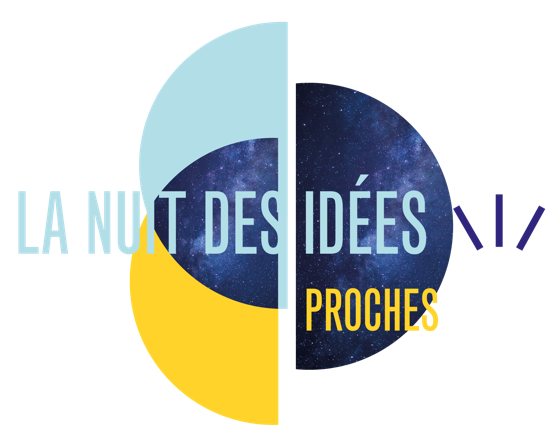 LA NUIT DES IDÉES
PROCHES